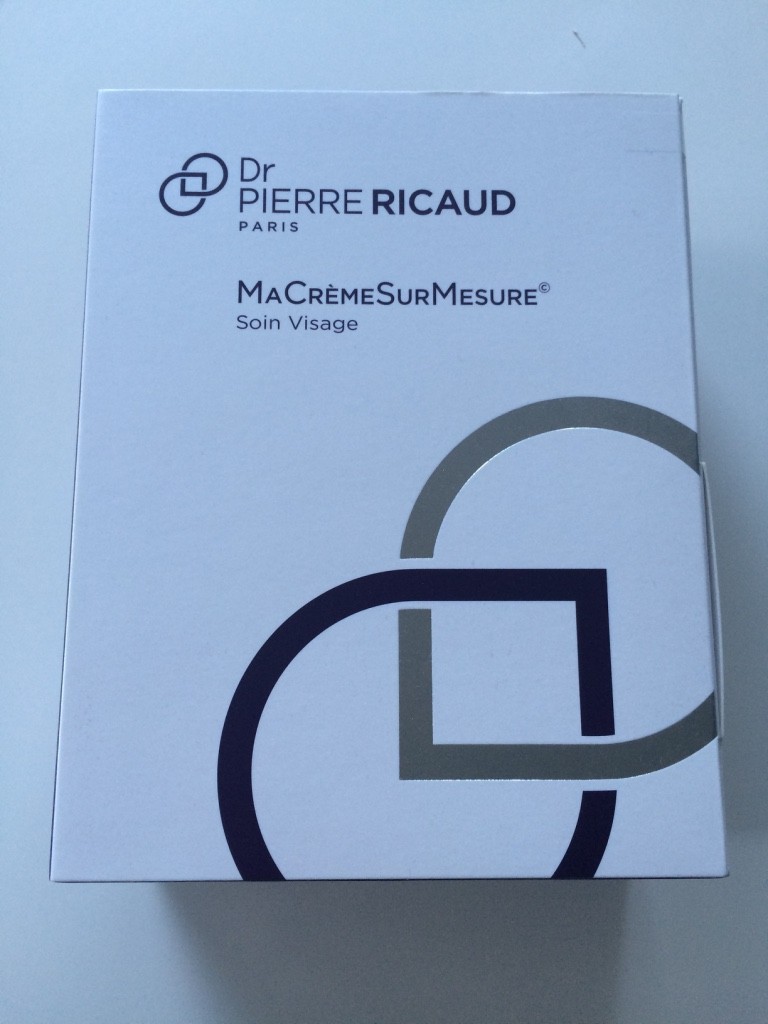 Dr
PIERRE RICAUD
PARIS
MaCrèmeSurMesure©
Soin Visage